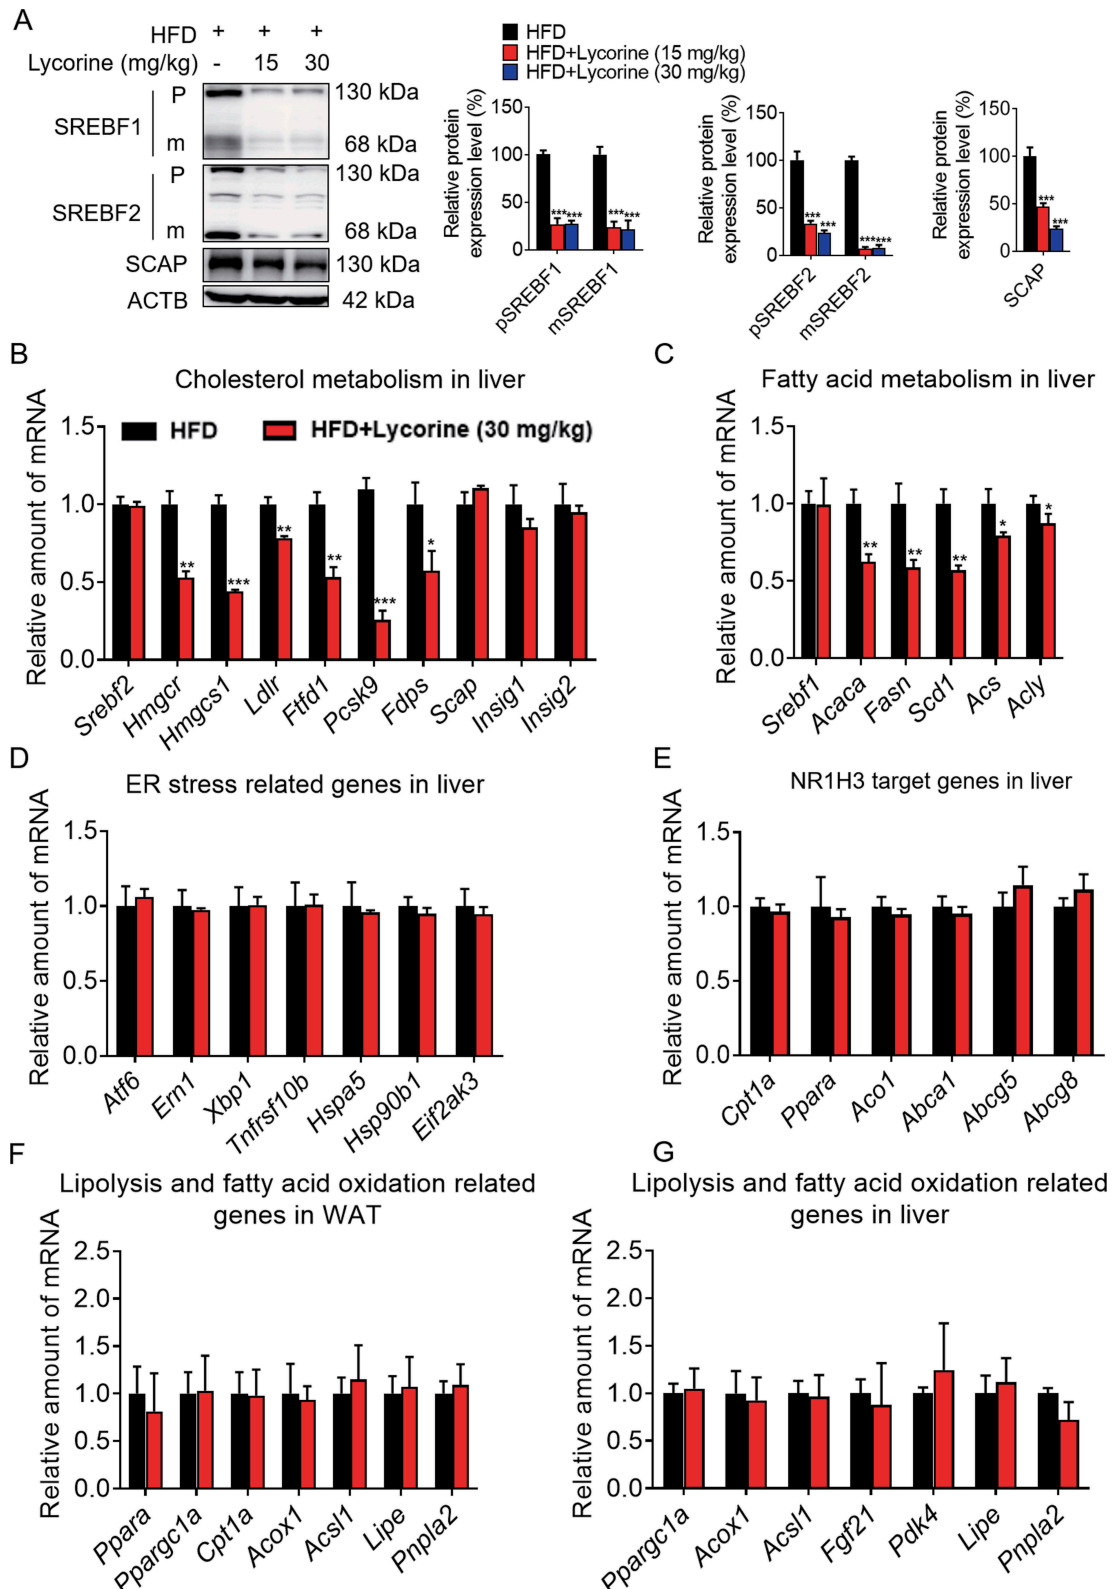 A
HFD + + +
Lycorine (mg/kg) - 15 30
SREBF1
P 130 kDa
m 68 kDa
SREBF2
P 130 kDa
m 68 kDa
SCAP 130 kDa
ACTB 42 kDa
HFD
HFD+Lycorine (15 mg/kg)
HFD+Lycorine (30 mg/kg)
Relative protein
expression level (%)
150
100
50
0
*** ***
*** ***
pSREBF1 mSREBF1
Relative protein
expression level (%)
150
100
50
0
*** ***
*** ***
pSREBF2 mSREBF2
Relative protein
expression level (%)
150
100
50
0
*** ***
SCAP
B
Cholesterol metabolism in liver
HFD HFD+Lycorine (30 mg/kg)
Relative amount of mRNA
1.5
1.0
0.5
0.0
** *** ** ** *** *
Srebf2 Hmgcr Hmgcs1 Ldlr Ftfd1 Pcsk9 Fdps Scap Insig1 Insig2
C
Fatty acid metabolism in liver
Relative amount of mRNA
1.5
1.0
0.5
0.0
** ** ** * *
Srebf1 Acaca Fasn Scd1 Acs Acly
D
ER stress related genes in liver
Relative amount of mRNA
1.5
1.0
0.5
0.0
Atf6 Ern1 Xbp1 Tnfrsf10b Hspa5 Hsp90b1 Eif2ak3
E
NR1H3 target genes in liver
Relative amount of mRNA
1.5
1.0
0.5
0.0
Cpt1a Ppara Aco1 Abca1 Abcg5 Abcg8
F
Lipolysis and fatty acid oxidation related
genes in WAT
Relative amount of mRNA
2.5
2.0
1.5
1.0
0.5
0.0
Ppara Ppargc1a Cpt1a Acox1 Acsl1 Lipe Pnpla2
G
Lipolysis and fatty acid oxidation related
genes in liver
Relative amount of mRNA
2.5
2.0
1.5
1.0
0.5
0.0
Ppargc1a Acox1 Acsl1 Fgf21 Pdk4 Lipe Pnpla2